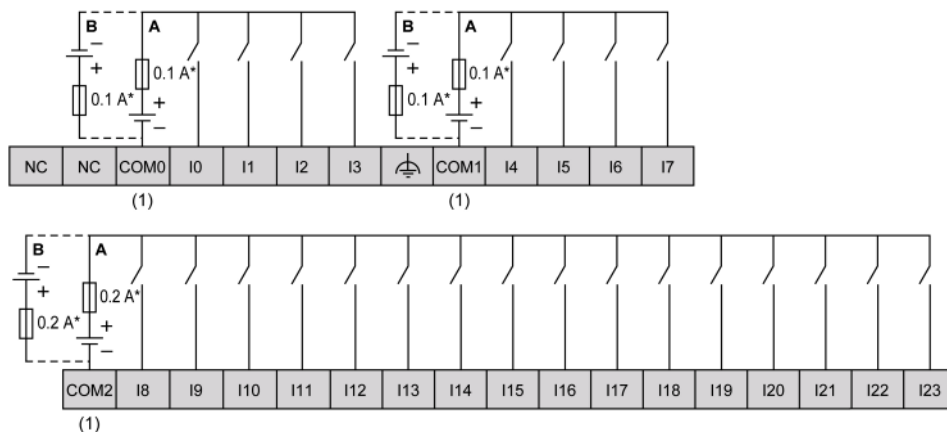 B A B A
− −
+ 0.1 A* + 0.1 A*
0.1 A* + 0.1 A* +
− −
NC NC COM0 I0 I1 I2 I3 COM1 I4 I5 I6 I7
(1) (1)
B A
−
+ 0.2 A*
0.2 A* +
−
COM2 I8 I9 I10 I11 I12 I13 I14 I15 I16 I17 I18 I19 I20 I21 I22 I23
(1)